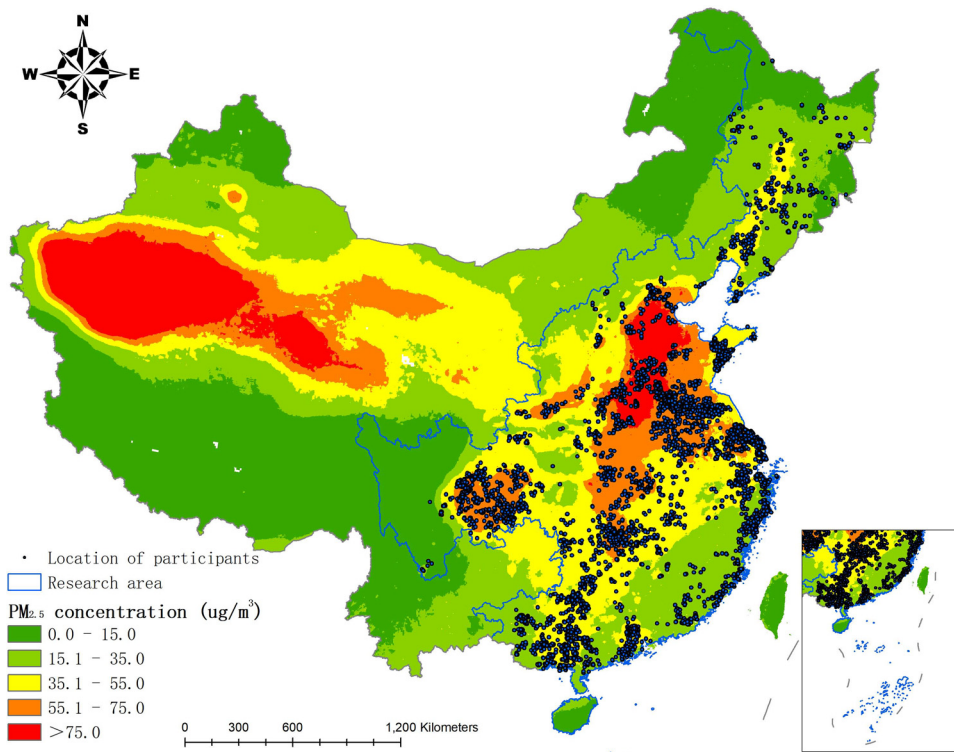 N
W E
S
Location of participants
Research area
PM2.5 concentration (ug/m³)
0.0 - 15.0
15.1 - 35.0
35.1 - 55.0
55.1 - 75.0
>75.0
0 300 600 1,200 Kilometers